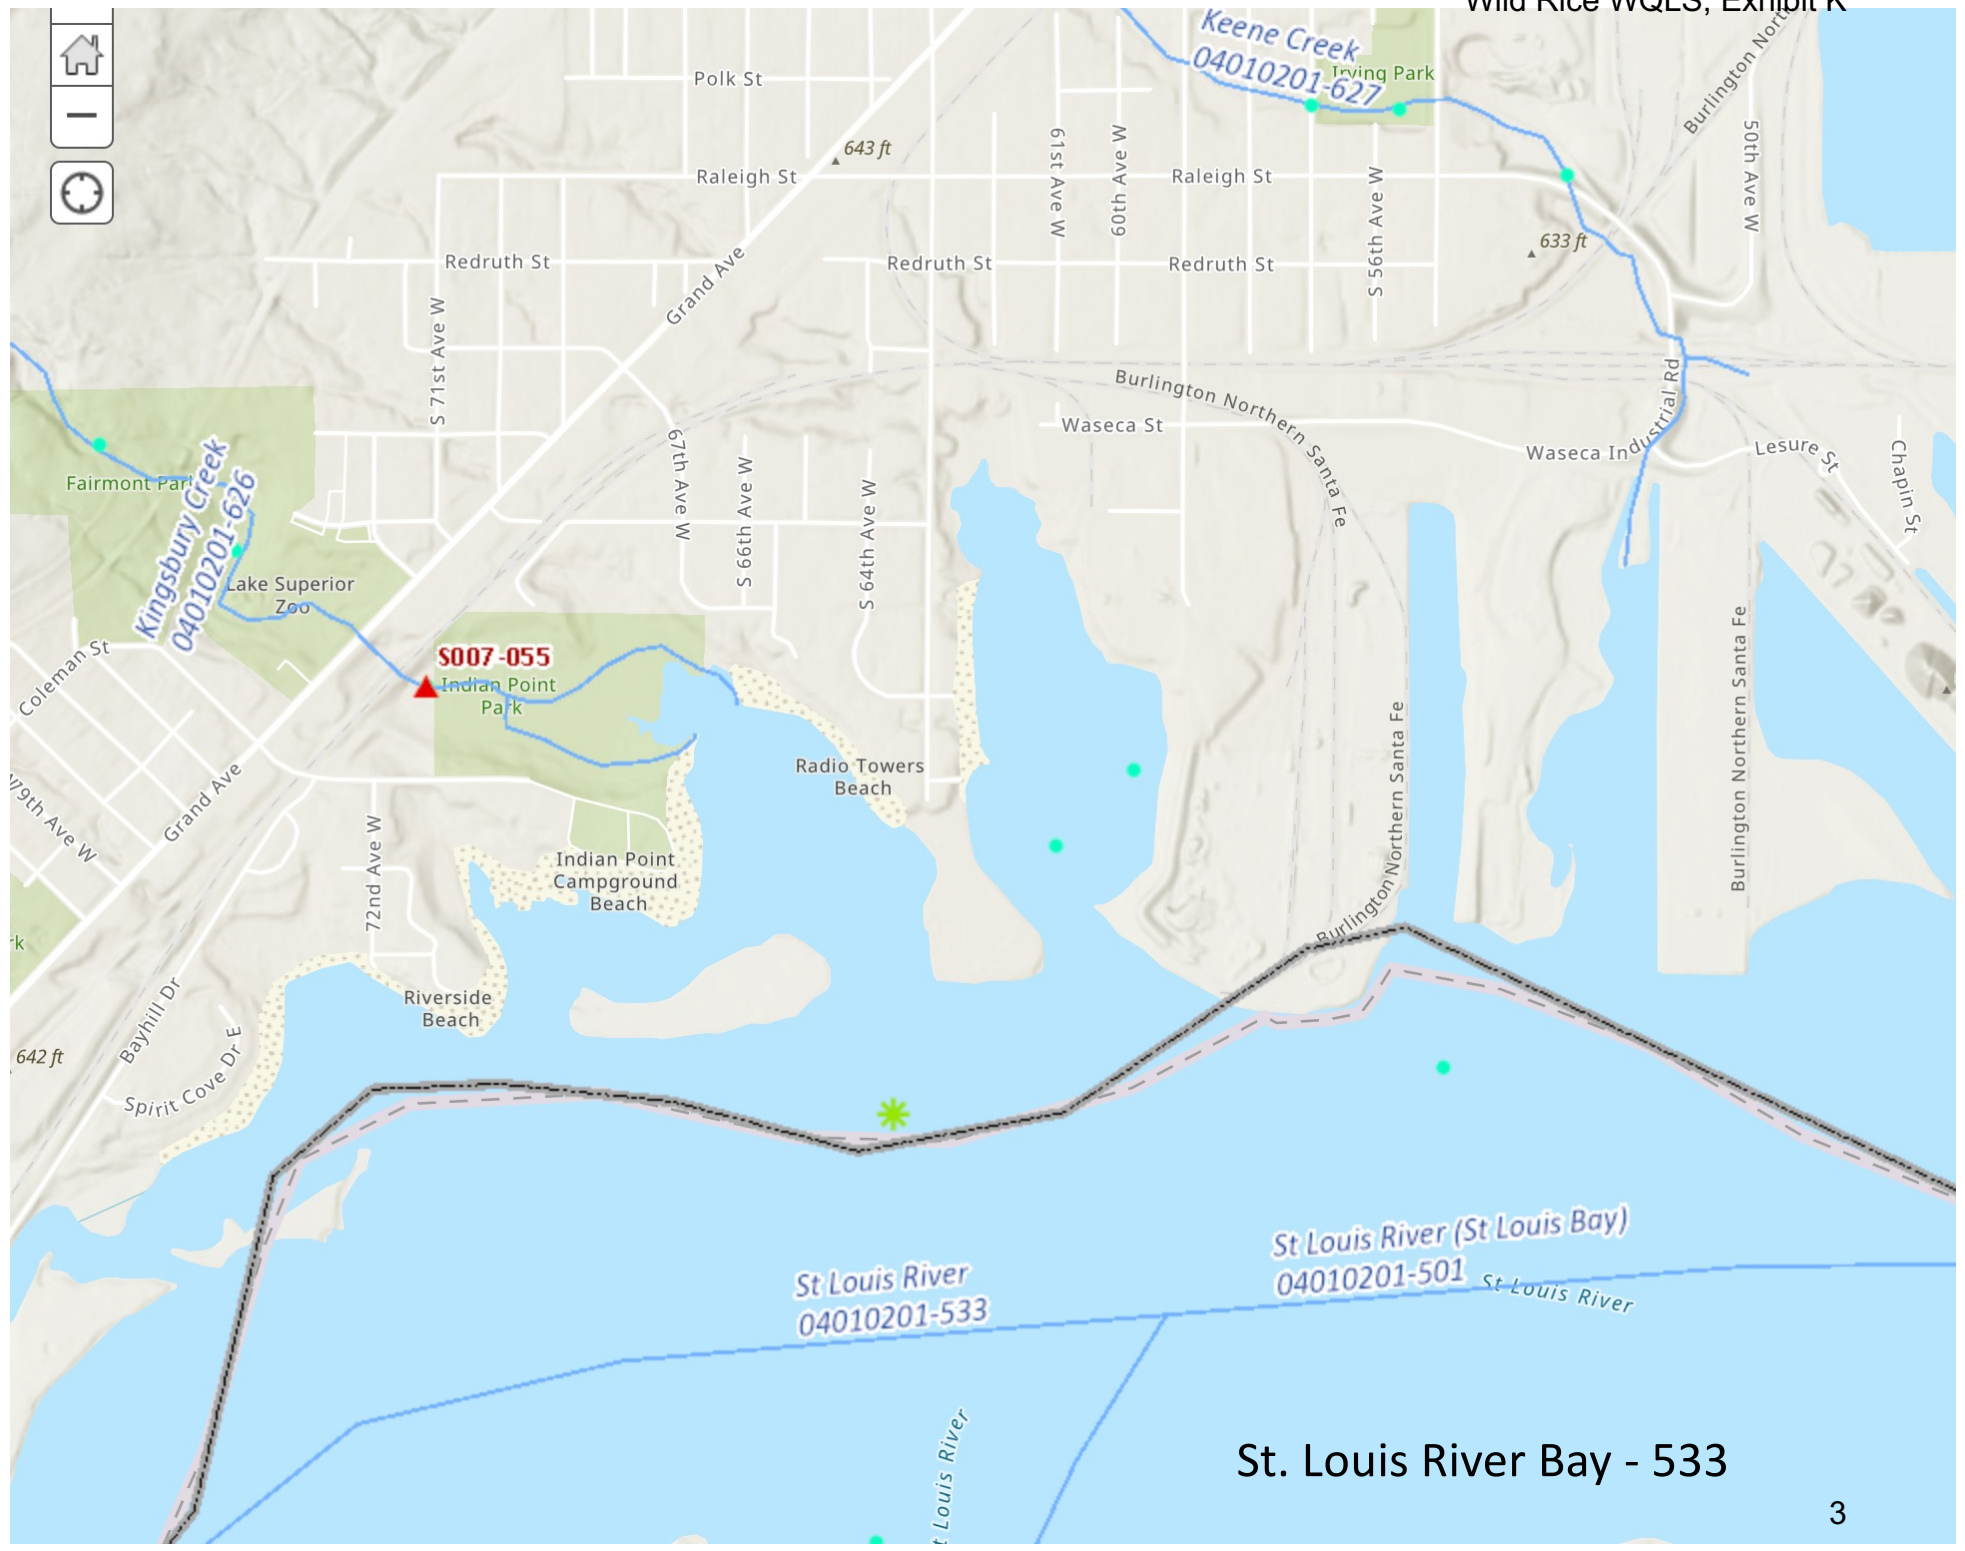 Wild Rice WQLS, Exhibit K
Keene Creek
04010201-627
Irving Park
Burlington North
Polk St
643 ft
61st Ave W
60th Ave W
50th Ave W
Raleigh St
Raleigh St
S 56th Ave W
633 ft
Redruth St
Redruth St
Redruth St
Grand Ave
S 71st Ave W
Burlington Northern Santa Fe
Waseca St
Waseca Industrial Rd
Lesure St
Chapin St
67th Ave W
S 66th Ave W
S 64th Ave W
Fairmont Par
Kingsbury Creek
04010201-626
Lake Superior
Zoo
Coleman St
S007-055
Indian Point
Park
Burlington Northern Santa Fe
Burlington Northern Santa Fe
Radio Towers
Beach
Grand Ave
79th Ave W
72nd Ave W
Indian Point
Campground
Beach
rk
Riverside
Beach
Bayhill Dr
642 ft
Spirit Cove Dr E
St Louis River
04010201-533
St Louis River (St Louis Bay)
04010201-501
St Louis River
t Louis River
St. Louis River Bay - 533
3